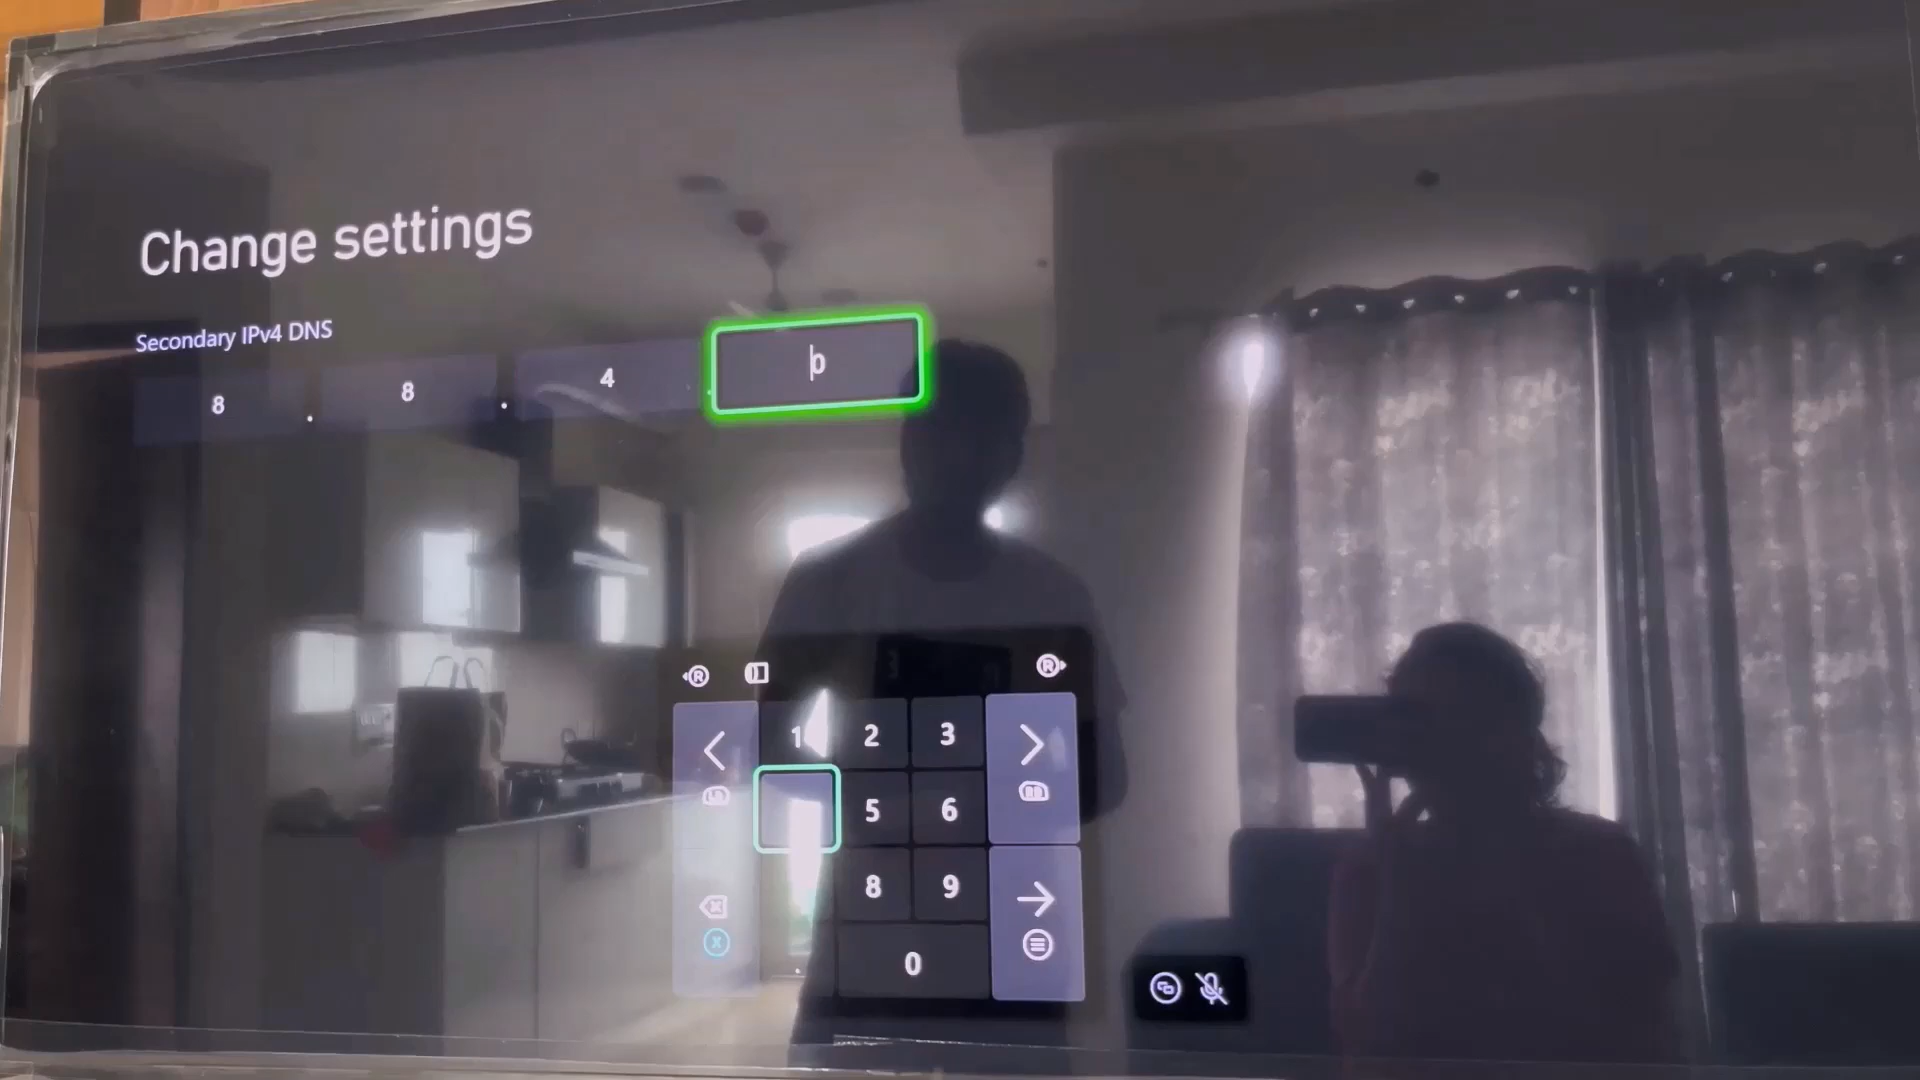 Change settings
Secondary IPv4 DNS
8 . 8 . 4 . 0
R R
1 2 3
5 6
8 9
X
. 0